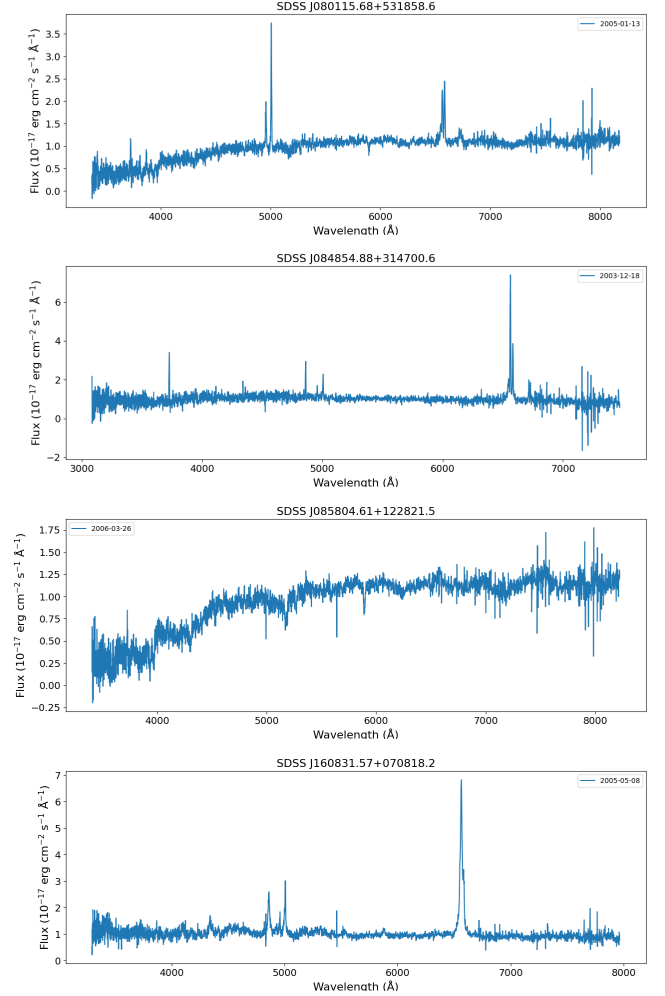 SDSS J080115.68+531858.6
2005-01-13
Flux (10⁻¹⁷ erg cm⁻² s⁻¹ Å⁻¹)
3.5
3.0
2.5
2.0
1.5
1.0
0.5
0.0
4000 5000 6000 7000 8000
Wavelength (Å)
SDSS J084854.88+314700.6
2003-12-18
Flux (10⁻¹⁷ erg cm⁻² s⁻¹ Å⁻¹)
6
4
2
0
−2
3000 4000 5000 6000 7000
Wavelength (Å)
SDSS J085804.61+122821.5
2006-03-26
Flux (10⁻¹⁷ erg cm⁻² s⁻¹ Å⁻¹)
1.75
1.50
1.25
1.00
0.75
0.50
0.25
0.00
−0.25
4000 5000 6000 7000 8000
Wavelength (Å)
SDSS J160831.57+070818.2
2005-05-08
Flux (10⁻¹⁷ erg cm⁻² s⁻¹ Å⁻¹)
7
6
5
4
3
2
1
0
4000 5000 6000 7000 8000
Wavelength (Å)